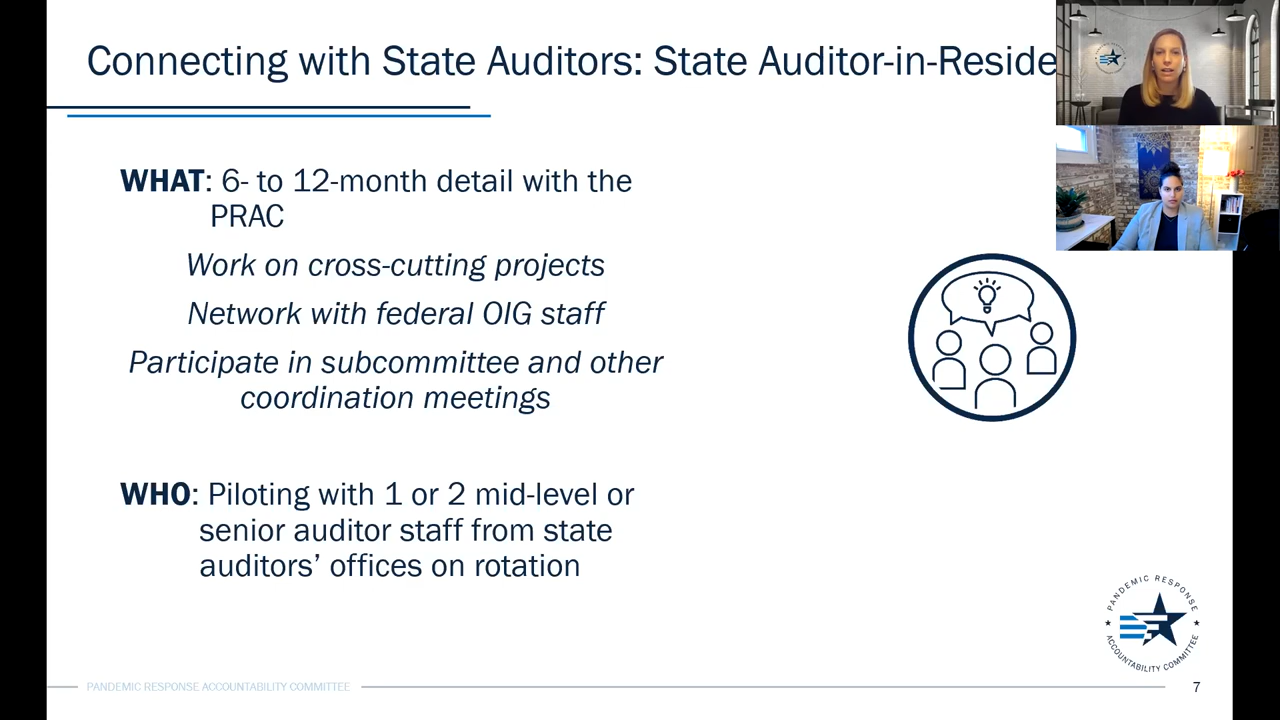 Connecting with State Auditors: State Auditor-in-Reside
WHAT: 6- to 12-month detail with the
PRAC
Work on cross-cutting projects
Network with federal OIG staff
Participate in subcommittee and other
coordination meetings
WHO: Piloting with 1 or 2 mid-level or
senior auditor staff from state
auditors’ offices on rotation
PANDEMIC RESPONSE
ACCOUNTABILITY COMMITTEE
PANDEMIC RESPONSE ACCOUNTABILITY COMMITTEE
7